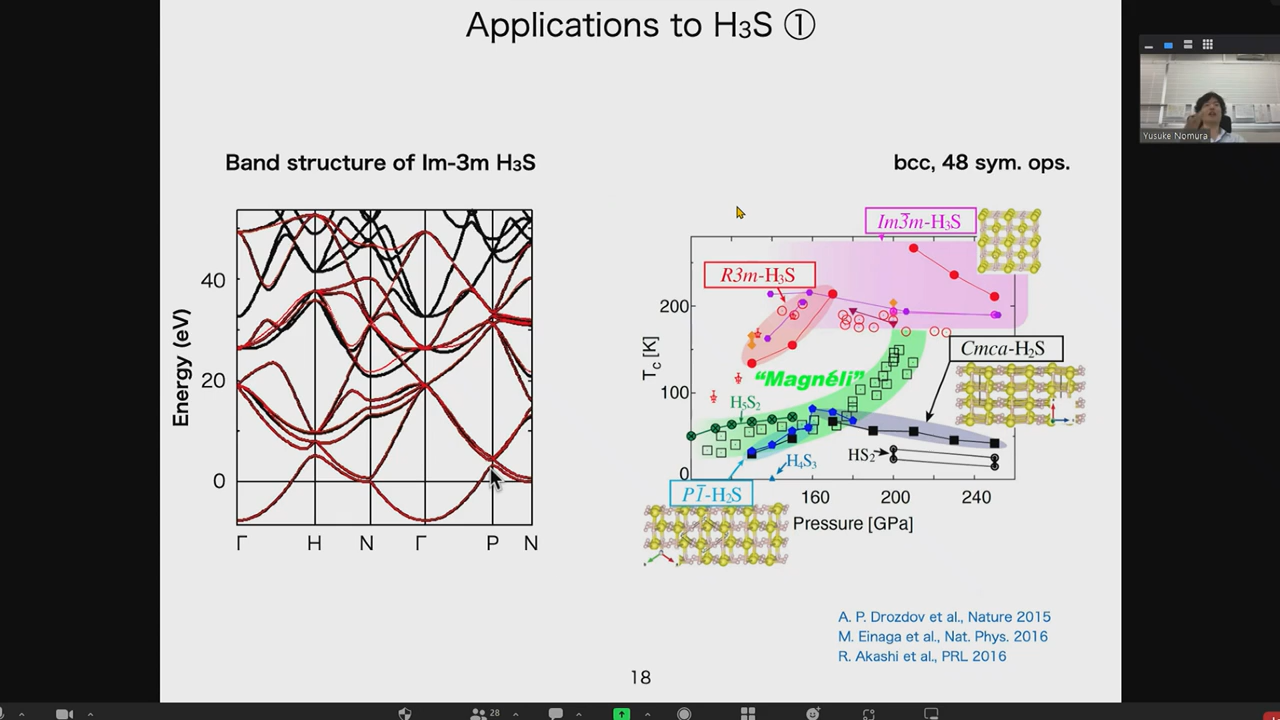 Applications to H₃S ①
Yusuke Nomura
Band structure of Im-3m H₃S
bcc, 48 sym. ops.
Energy (eV)
40
20
0
Γ H N Γ P N
Im3̅m-H₃S
R3m-H₃S
Cmca-H₂S
"Magnéli"
H₅S₂
H₄S₃
HS₂
P1̅-H₂S
T꜀ [K]
200
100
0
160 200 240
Pressure [GPa]
A. P. Drozdov et al., Nature 2015
M. Einaga et al., Nat. Phys. 2016
R. Akashi et al., PRL 2016
18
28